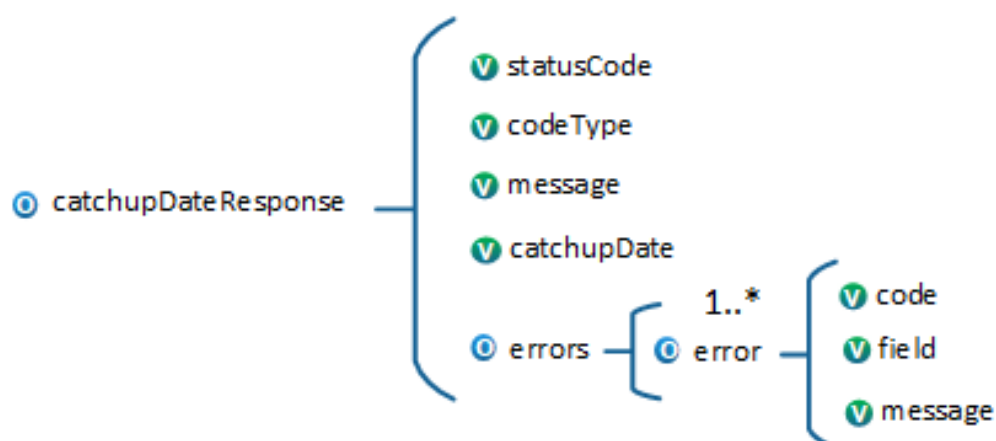 V statusCode
V codeType
V message
O catchupDateResponse
V catchupDate
1..*
V code
O errors
O error
V field
V message